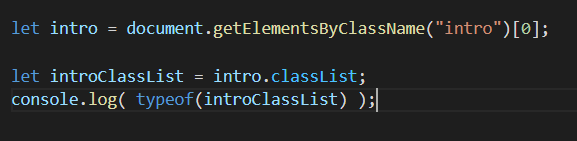 let intro = document.getElementsByClassName("intro")[0];
let introClassList = intro.classList;
console.log( typeof(introClassList) );